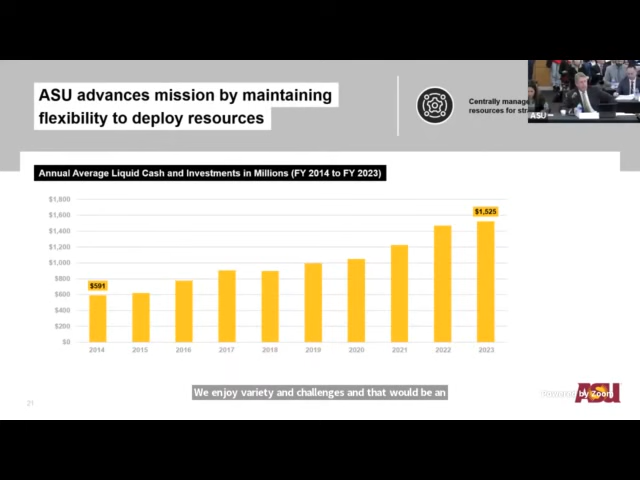 ASU advances mission by maintaining
flexibility to deploy resources
Centrally manage
resources for
ASU
Annual Average Liquid Cash and Investments in Millions (FY 2014 to FY 2023)
$1,800
$1,600
$1,400
$1,200
$1,000
$800
$600
$400
$200
$0
$591
$1,525
2014 2015 2016 2017 2018 2019 2020 2021 2022 2023
We enjoy variety and challenges and that would be an
21
Powered by Zoom
ASU